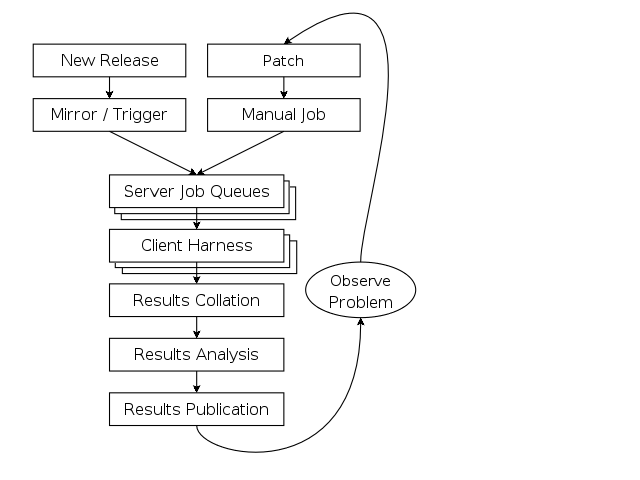 New Release
Patch
Mirror / Trigger
Manual Job
Server Job Queues
Client Harness
Results Collation
Observe
Problem
Results Analysis
Results Publication